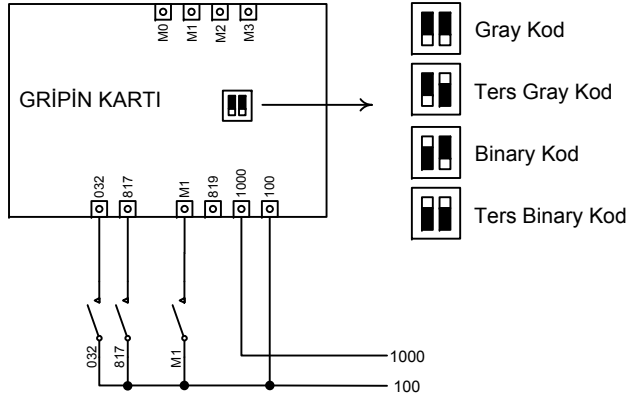 M0
M1
M2
M3
GRİPİN KARTI
032
817
M1
819
1000
100
032
817
M1
1000
100
Gray Kod
Ters Gray Kod
Binary Kod
Ters Binary Kod